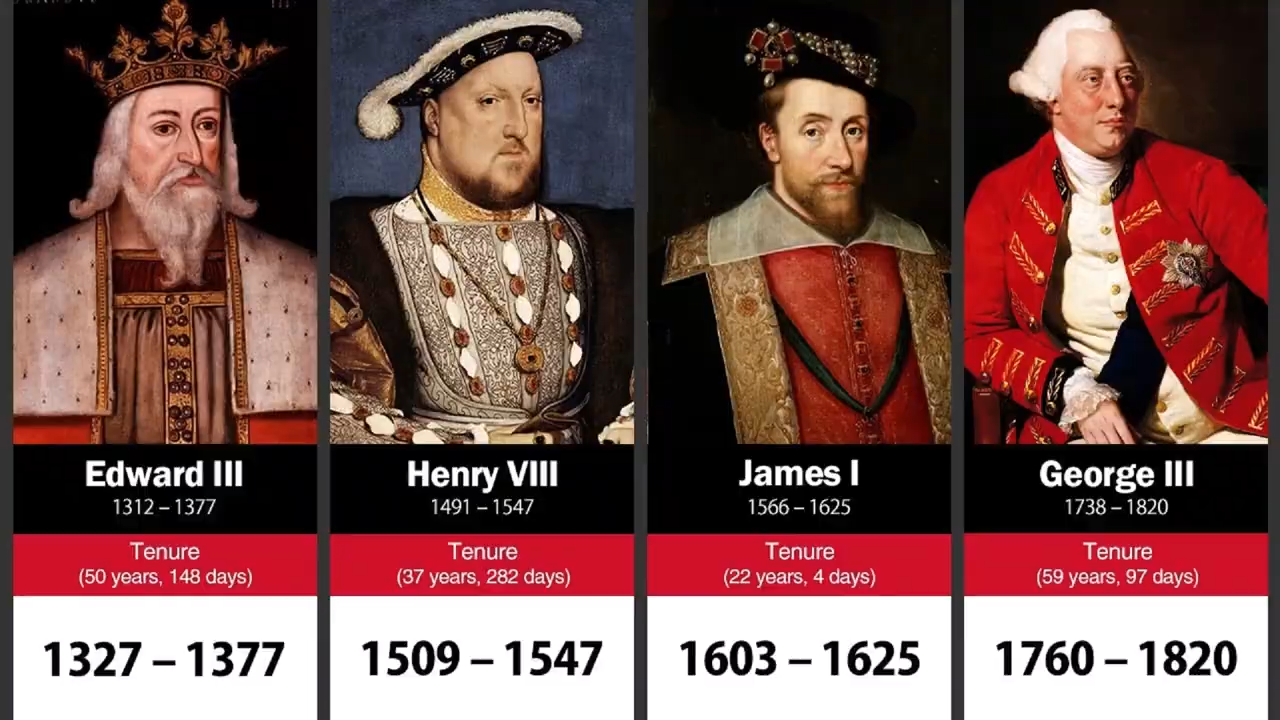 Edward III
1312 – 1377
Tenure
(50 years, 148 days)
1327 – 1377
Henry VIII
1491 – 1547
Tenure
(37 years, 282 days)
1509 – 1547
James I
1566 – 1625
Tenure
(22 years, 4 days)
1603 – 1625
George III
1738 – 1820
Tenure
(59 years, 97 days)
1760 – 1820